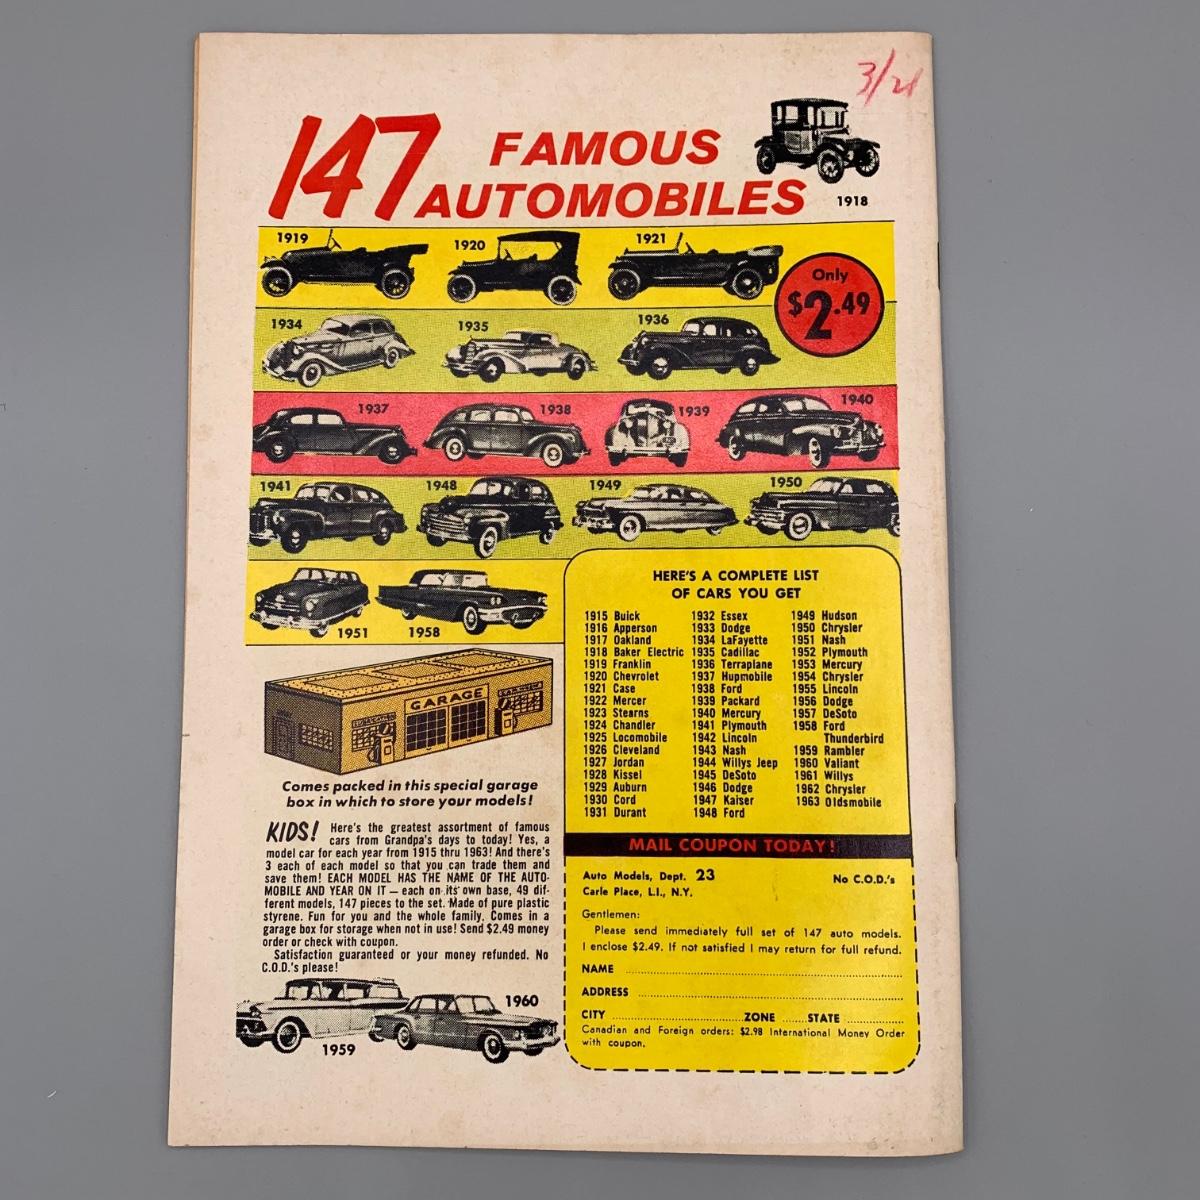 3/21
147 FAMOUS
AUTOMOBILES
1918
1919
1920
1921
Only
$2.49
1934
1935
1936
1937
1938
1939
1940
1941
1948
1949
1950
1951
1958
GARAGE
Comes packed in this special garage
box in which to store your models!
KIDS! Here's the greatest assortment of famous
cars from Grandpa's days to today! Yes, a
model car for each year from 1915 thru 1963! And there's
3 each of each model so that you can trade them and
save them! EACH MODEL HAS THE NAME OF THE AUTO-
MOBILE AND YEAR ON IT — each on its own base, 49 dif-
ferent models, 147 pieces to the set. Made of pure plastic
styrene. Fun for you and the whole family. Comes in a
garage box for storage when not in use! Send $2.49 money
order or check with coupon.
Satisfaction guaranteed or your money refunded. No
C.O.D.'s please!
1959
1960
HERE'S A COMPLETE LIST
OF CARS YOU GET
1915 Buick
1916 Apperson
1917 Oakland
1918 Baker Electric
1919 Franklin
1920 Chevrolet
1921 Case
1922 Mercer
1923 Stearns
1924 Chandler
1925 Locomobile
1926 Cleveland
1927 Jordan
1928 Kissel
1929 Auburn
1930 Cord
1931 Durant
1932 Essex
1933 Dodge
1934 LaFayette
1935 Cadillac
1936 Terraplane
1937 Hupmobile
1938 Ford
1939 Packard
1940 Mercury
1941 Plymouth
1942 Lincoln
1943 Nash
1944 Willys Jeep
1945 DeSoto
1946 Dodge
1947 Kaiser
1948 Ford
1949 Hudson
1950 Chrysler
1951 Nash
1952 Plymouth
1953 Mercury
1954 Chrysler
1955 Lincoln
1956 Dodge
1957 DeSoto
1958 Ford
Thunderbird
1959 Rambler
1960 Valiant
1961 Willys
1962 Chrysler
1963 Oldsmobile
MAIL COUPON TODAY!
Auto Models, Dept. 23 No C.O.D.'s
Carle Place, L.I., N.Y.
Gentlemen:
Please send immediately full set of 147 auto models.
I enclose $2.49. If not satisfied I may return for full refund.
NAME
ADDRESS
CITY ZONE STATE
Canadian and Foreign orders: $2.98 International Money Order
with coupon.